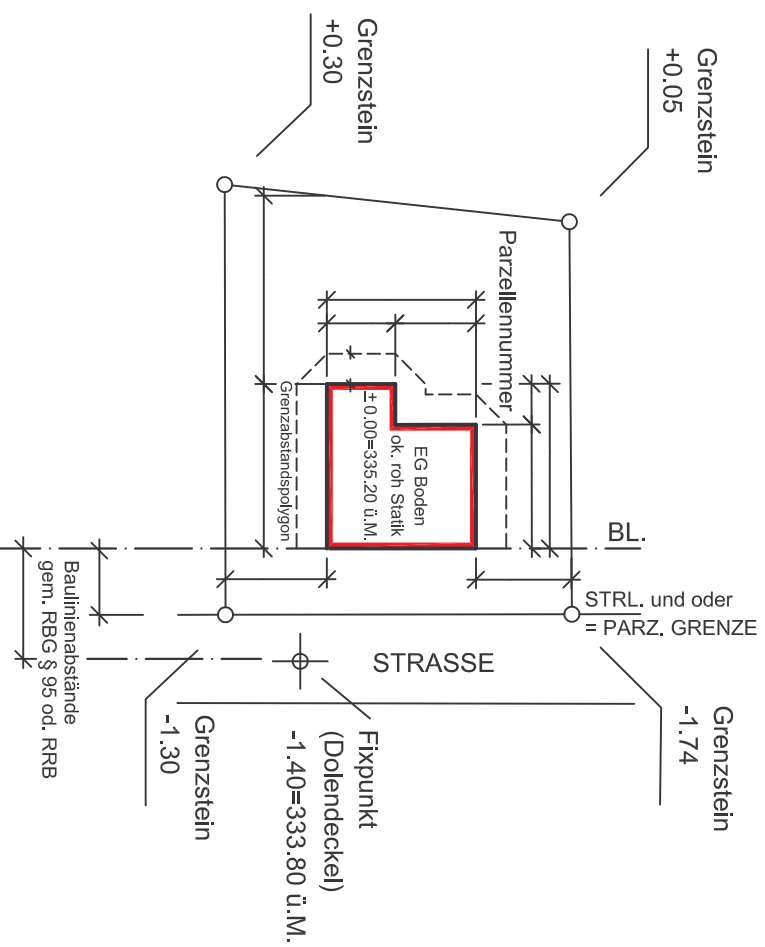 Grenzstein
+0.30
Grenzstein
+0.05
Parzellennummer
EG Boden
ok. roh Statik
± 0.00=335.20 ü.M.
Grenzabstandspolygon
BL.
STRL. und oder
= PARZ. GRENZE
STRASSE
Baulinienabstände
gem. RBG § 95 od. RRB
Grenzstein
-1.30
Fixpunkt
(Dolendeckel)
-1.40=333.80 ü.M.
Grenzstein
-1.74